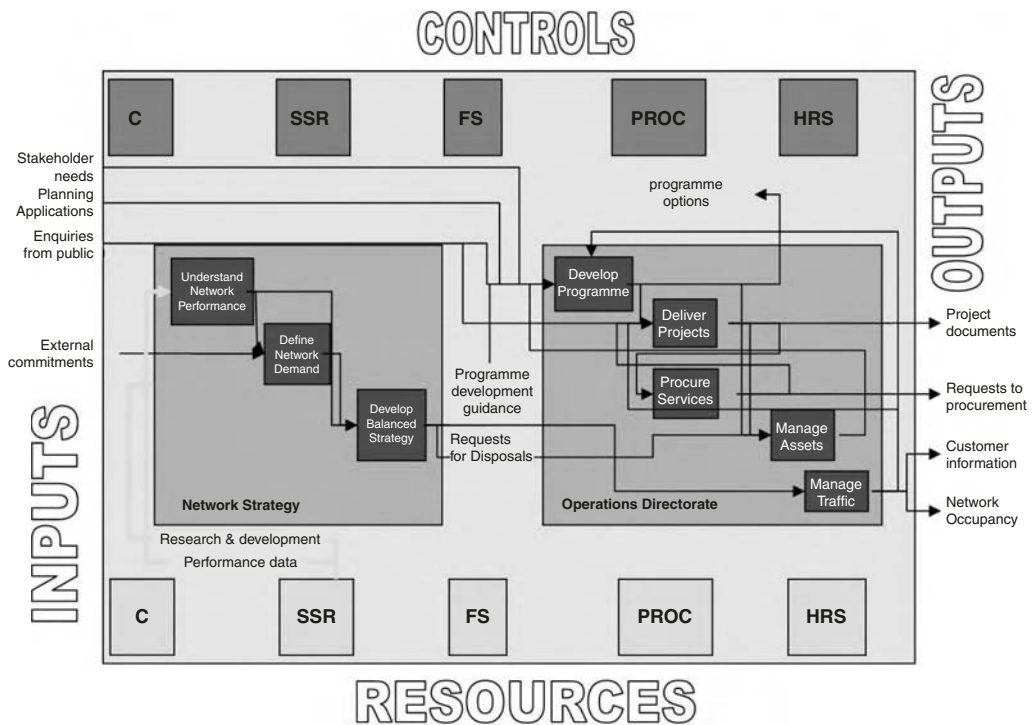 CONTROLS
C
SSR
FS
PROC
HRS
Stakeholder
needs
Planning
Applications
Enquiries
from public
External
commitments
INPUTS
programme
options
OUTPUTS
Understand
Network
Performance
Define
Network
Demand
Develop
Balanced
Strategy
Network Strategy
Programme
development
guidance
Requests
for Disposals
Develop
Programme
Deliver
Projects
Procure
Services
Manage
Assets
Manage
Traffic
Operations Directorate
Project
documents
Requests to
procurement
Customer
information
Network
Occupancy
Research & development
Performance data
C
SSR
FS
PROC
HRS
RESOURCES